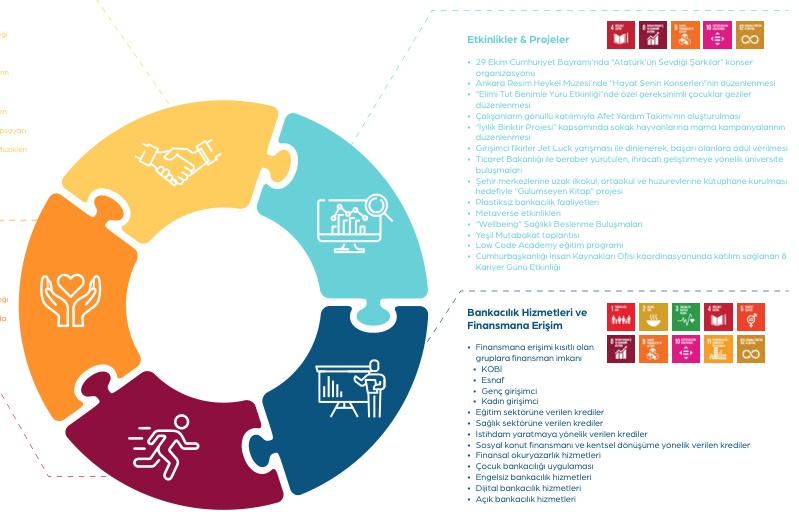 Etkinlikler & Projeler
• 29 Ekim Cumhuriyet Bayramı'nda "Atatürk'ün Sevdiği Şarkılar" konser
organizasyonu
• Ankara Resim Heykel Müzesi'nde "Hayat Senin Konserleri"nin düzenlenmesi
• "Elimi Tut Benimle Yürü Etkinliği"nde özel gereksinimli çocuklar geziler
düzenlenmesi
• Çalışanların gönüllü katılımıyla Afet Yardım Takımı'nın oluşturulması
• "İyilik Biriktir Projesi" kapsamında sokak hayvanlarına mama kampanyalarının
düzenlenmesi
• Girişimci fikirler Jet Luck yarışması ile dinlenerek, başarı olanlara ödül verilmesi
• Ticaret Bakanlığı ile beraber yürütülen, ihracatı geliştirmeye yönelik üniversite
buluşmaları
• Şehir merkezlerine uzak ilkokul, ortaokul ve huzurevlerine kütüphane kurulması
hedefiyle "Gülümseyen Kitap" projesi
• Plastiksiz bankacılık faaliyetleri
• Metaverse etkinlikleri
• "Wellbeing" Sağlıklı Beslenme Buluşmaları
• Yeşil Mutabakat toplantısı
• Low Code Academy eğitim programı
• Cumhurbaşkanlığı İnsan Kaynakları Ofisi koordinasyonunda katılım sağlanan 8
Kariyer Günü Etkinliği
Bankacılık Hizmetleri ve
Finansmana Erişim
• Finansmana erişimi kısıtlı olan
gruplara finansman imkanı
• KOBİ
• Esnaf
• Genç girişimci
• Kadın girişimci
• Eğitim sektörüne verilen krediler
• Sağlık sektörüne verilen krediler
• İstihdam yaratmaya yönelik verilen krediler
• Sosyal konut finansmanı ve kentsel dönüşüme yönelik verilen krediler
• Finansal okuryazarlık hizmetleri
• Çocuk bankacılığı uygulaması
• Engelsiz bankacılık hizmetleri
• Dijital bankacılık hizmetleri
• Açık bankacılık hizmetleri